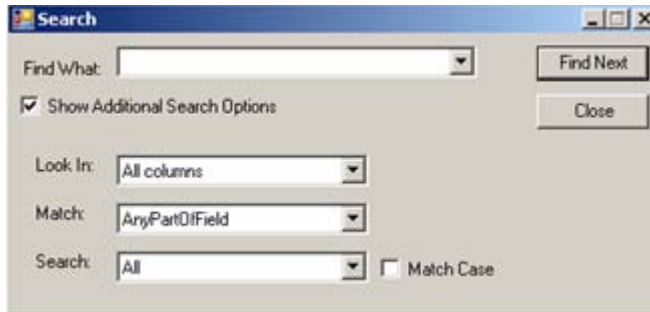 Search
Find What: Find Next
Show Additional Search Options
Close
Look In: All columns
Match: AnyPartOfField
Search: All Match Case